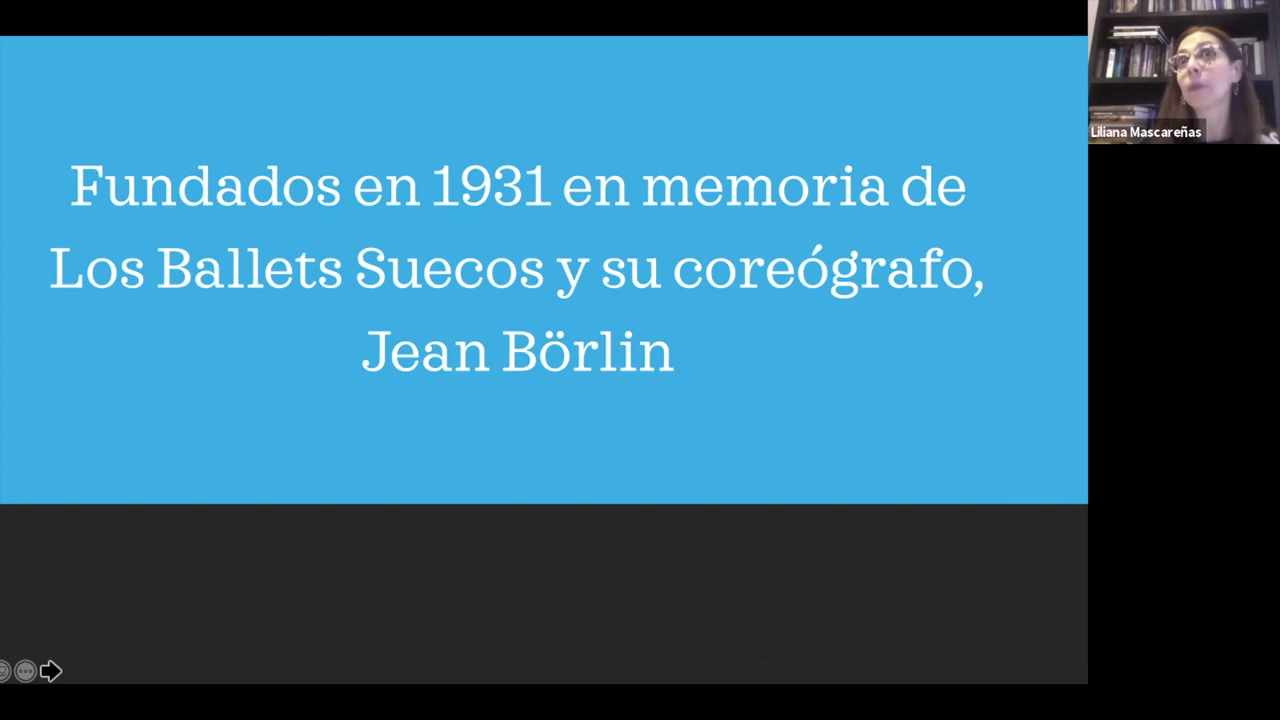 Fundados en 1931 en memoria de
Los Ballets Suecos y su coreógrafo,
Jean Börlin
Liliana Mascareñas